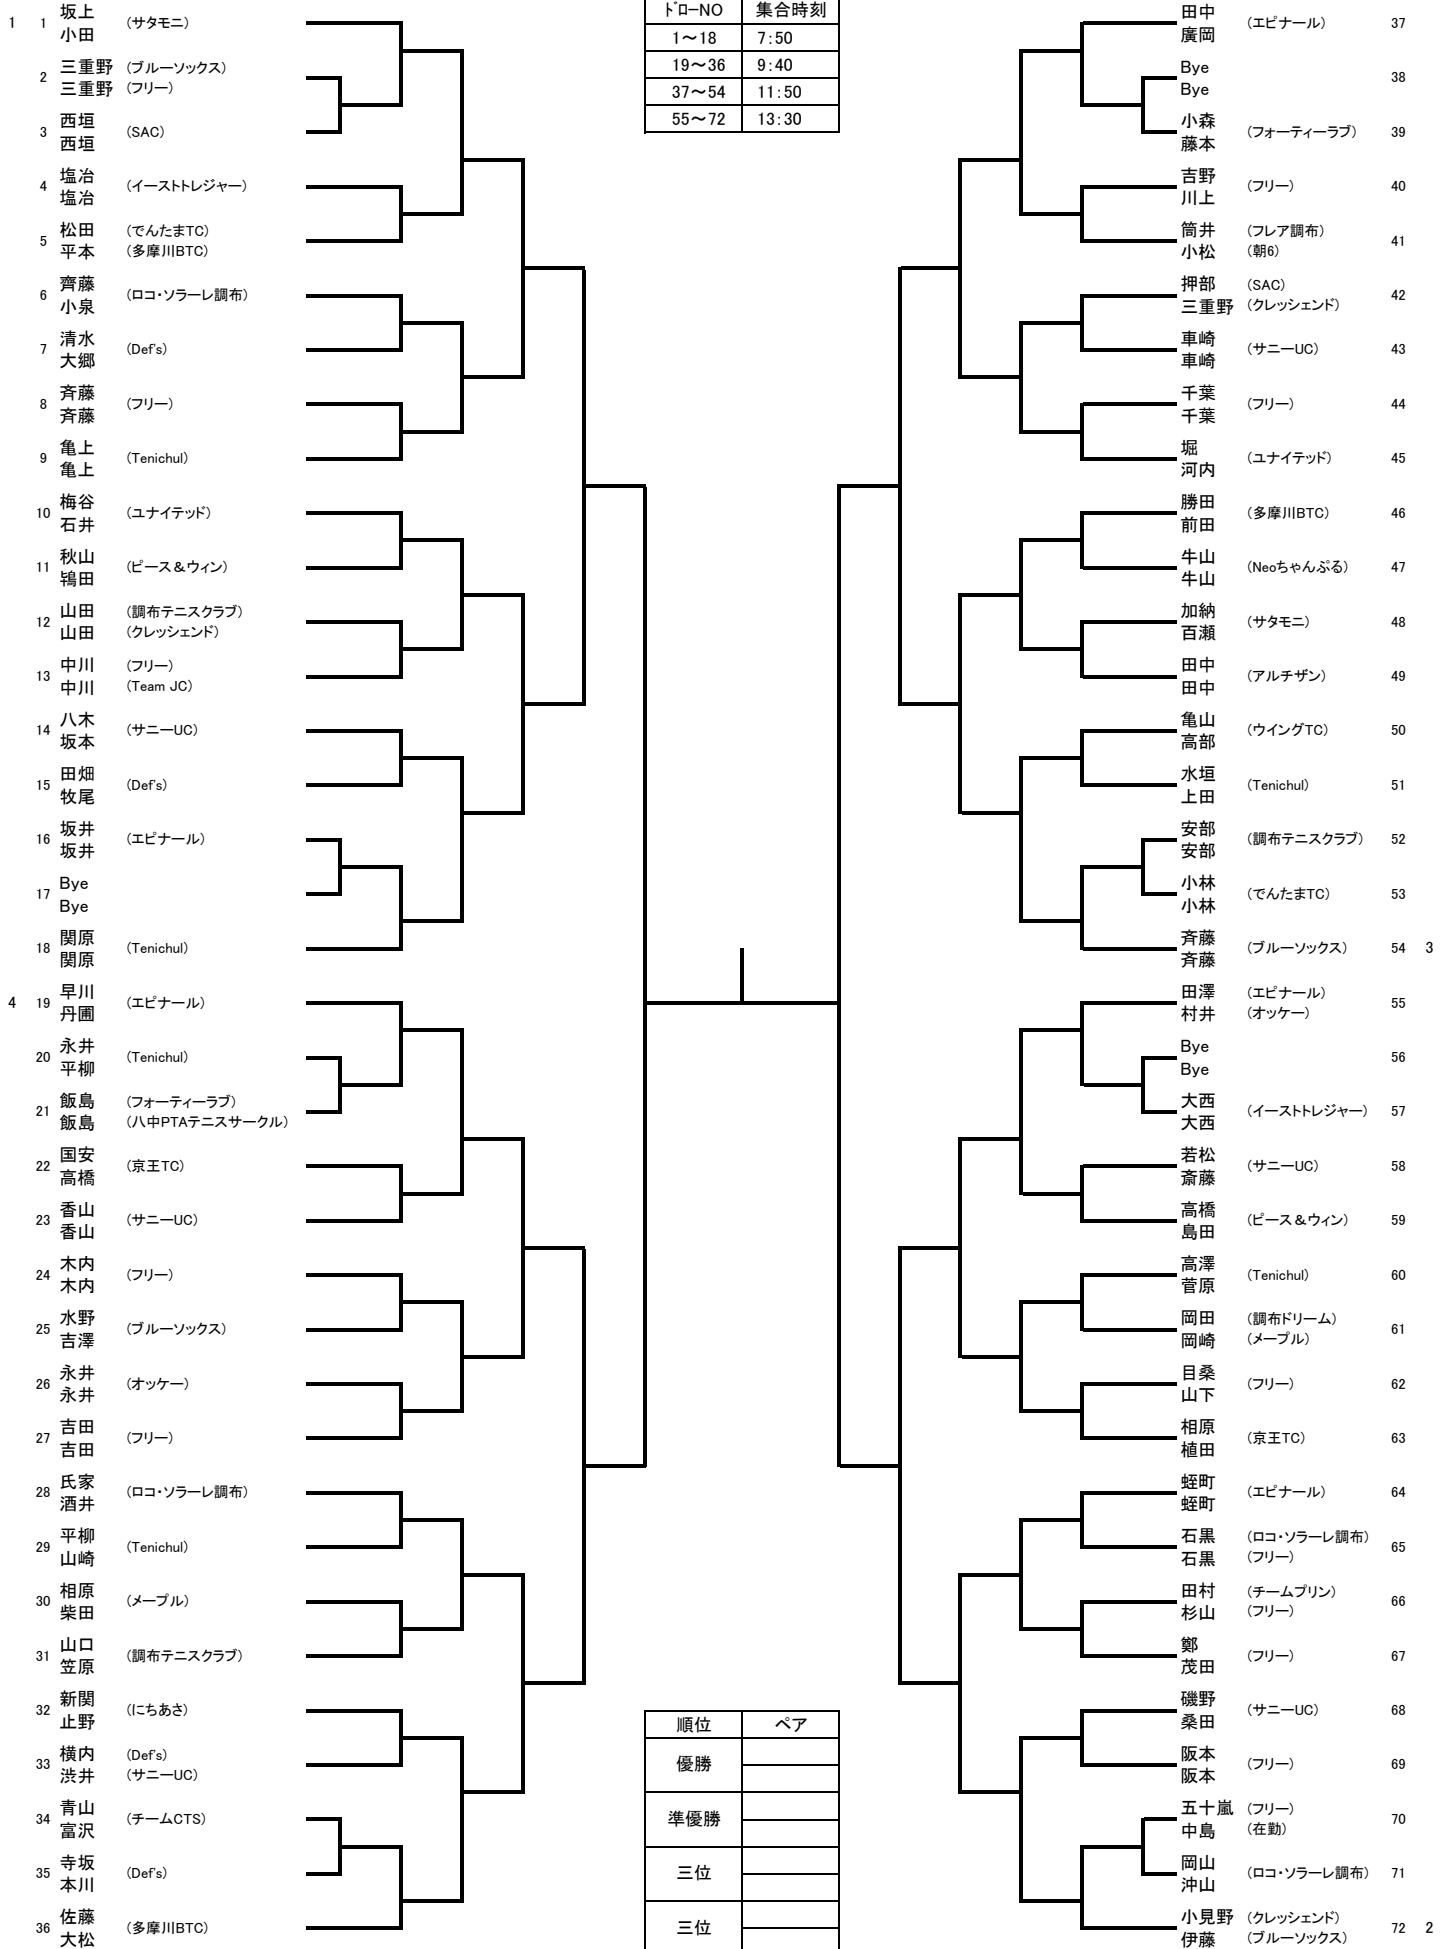 ﾄﾞﾛｰNO 集合時刻
1～18 7:50
19～36 9:40
37～54 11:50
55～72 13:30
1 1 坂上 小田 (サタモニ)
2 三重野 (ブルーソックス)
三重野 (フリー)
3 西垣 西垣 (SAC)
4 塩冶 塩冶 (イーストトレジャー)
5 松田 (でんたまTC)
平本 (多摩川BTC)
6 齊藤 小泉 (ロコ・ソラーレ調布)
7 清水 大郷 (Def's)
8 斉藤 斉藤 (フリー)
9 亀上 亀上 (Tenichul)
10 梅谷 石井 (ユナイテッド)
11 秋山 鴇田 (ピース＆ウィン)
12 山田 (調布テニスクラブ)
山田 (クレッシェンド)
13 中川 (フリー)
中川 (Team JC)
14 八木 坂本 (サニーUC)
15 田畑 牧尾 (Def's)
16 坂井 坂井 (エピナール)
17 Bye Bye
18 関原 関原 (Tenichul)
4 19 早川 丹圃 (エピナール)
20 永井 平柳 (Tenichul)
21 飯島 (フォーティーラブ)
飯島 (八中PTAテニスサークル)
22 国安 高橋 (京王TC)
23 香山 香山 (サニーUC)
24 木内 木内 (フリー)
25 水野 吉澤 (ブルーソックス)
26 永井 永井 (オッケー)
27 吉田 吉田 (フリー)
28 氏家 酒井 (ロコ・ソラーレ調布)
29 平柳 山崎 (Tenichul)
30 相原 柴田 (メープル)
31 山口 笠原 (調布テニスクラブ)
32 新関 止野 (にちあさ)
33 横内 (Def's)
渋井 (サニーUC)
34 青山 富沢 (チームCTS)
35 寺坂 本川 (Def's)
36 佐藤 大松 (多摩川BTC)
田中 廣岡 (エピナール) 37
Bye Bye 38
小森 藤本 (フォーティーラブ) 39
吉野 川上 (フリー) 40
筒井 (フレア調布) 41
小松 (朝6)
押部 (SAC) 42
三重野 (クレッシェンド)
車崎 車崎 (サニーUC) 43
千葉 千葉 (フリー) 44
堀 河内 (ユナイテッド) 45
勝田 前田 (多摩川BTC) 46
牛山 牛山 (Neoちゃんぷる) 47
加納 百瀬 (サタモニ) 48
田中 田中 (アルチザン) 49
亀山 高部 (ウイングTC) 50
水垣 上田 (Tenichul) 51
安部 安部 (調布テニスクラブ) 52
小林 小林 (でんたまTC) 53
斉藤 斉藤 (ブルーソックス) 54 3
田澤 (エピナール) 55
村井 (オッケー)
Bye Bye 56
大西 大西 (イーストトレジャー) 57
若松 斎藤 (サニーUC) 58
高橋 島田 (ピース＆ウィン) 59
高澤 菅原 (Tenichul) 60
岡田 (調布ドリーム) 61
岡崎 (メープル)
目桑 山下 (フリー) 62
相原 植田 (京王TC) 63
蛭町 蛭町 (エピナール) 64
石黒 (ロコ・ソラーレ調布) 65
石黒 (フリー)
田村 (チームプリン) 66
杉山 (フリー)
鄭 茂田 (フリー) 67
磯野 桑田 (サニーUC) 68
阪本 阪本 (フリー) 69
五十嵐 (フリー) 70
中島 (在勤)
岡山 沖山 (ロコ・ソラーレ調布) 71
小見野 (クレッシェンド) 72 2
伊藤 (ブルーソックス)
順位 ペア
優勝
準優勝
三位
三位